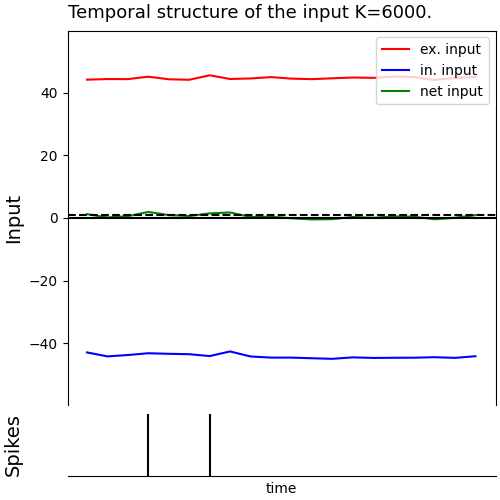 Temporal structure of the input K=6000.
ex. input
in. input
net input
40
20
0
−20
−40
Input
Spikes
time